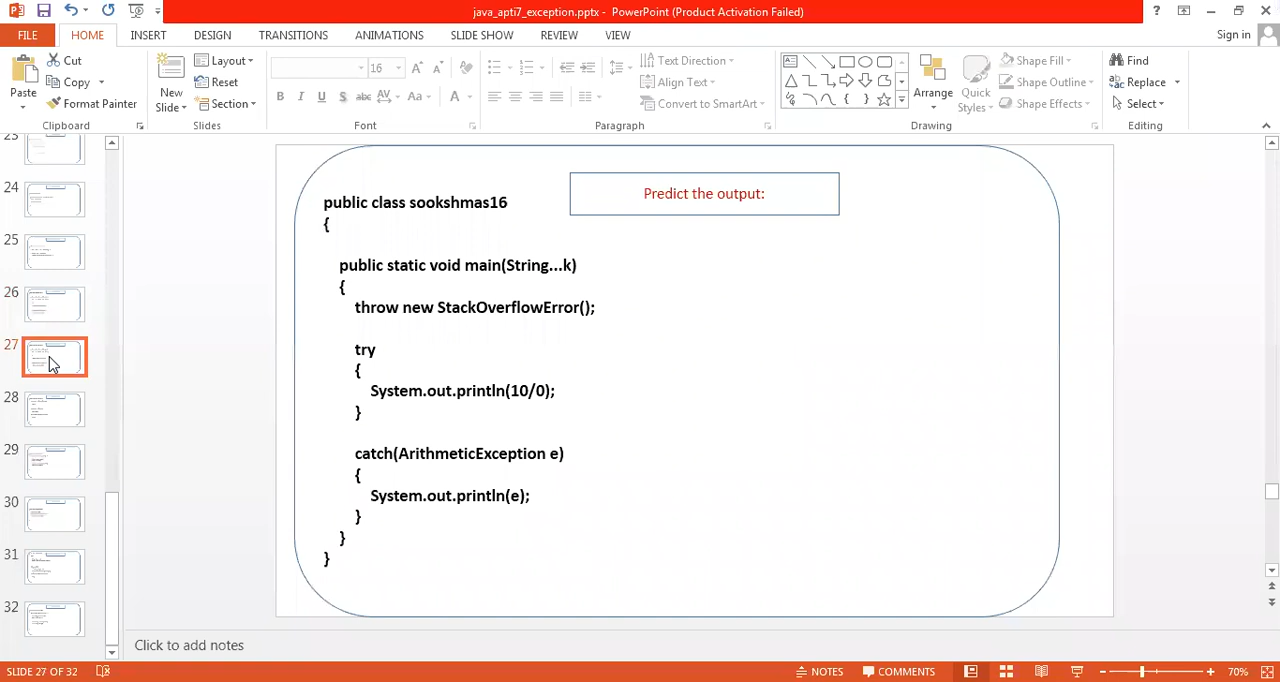 java_apti7_exception.pptx - PowerPoint (Product Activation Failed)
FILE HOME INSERT DESIGN TRANSITIONS ANIMATIONS SLIDE SHOW REVIEW VIEW Sign in
Paste
Cut
Copy
Format Painter
Clipboard
New Slide
Layout
Reset
Section
Slides
16
B I U S abc AV Aa A
Font
Text Direction
Align Text
Convert to SmartArt
Paragraph
Arrange
Quick Styles
Shape Fill
Shape Outline
Shape Effects
Drawing
Find
Replace
Select
Editing
23
24
25
26
27
28
29
30
31
32
Predict the output:
public class sookshmas16
{
public static void main(String...k)
{
throw new StackOverflowError();
try
{
System.out.println(10/0);
}
catch(ArithmeticException e)
{
System.out.println(e);
}
}
}
Click to add notes
SLIDE 27 OF 32 NOTES COMMENTS 70%